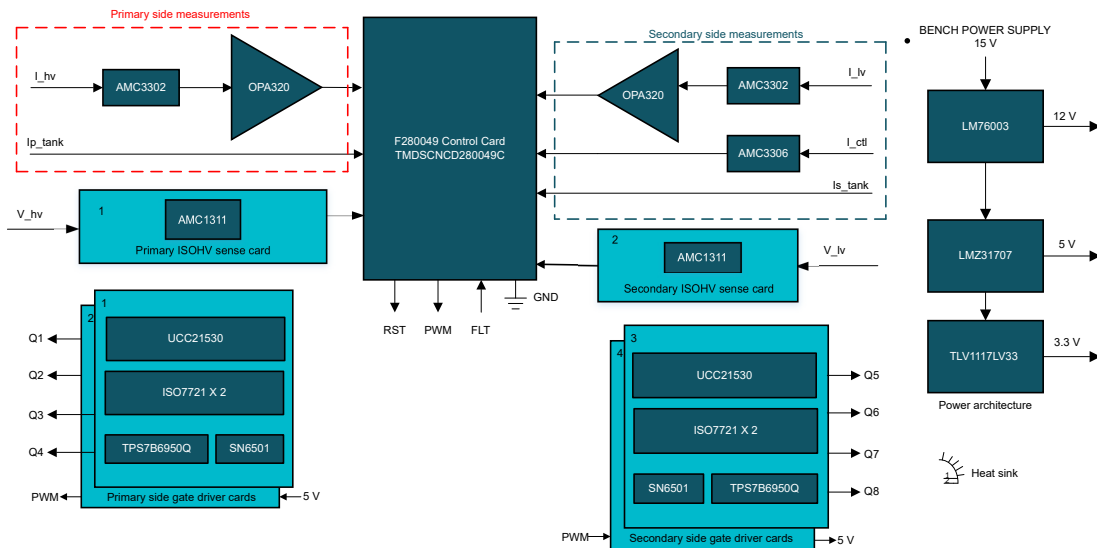 Primary side measurements
I_hv
AMC3302
OPA320
Ip_tank
F280049 Control Card
TMDSCNCD280049C
Secondary side measurements
OPA320
AMC3302
I_lv
AMC3306
I_ctl
Is_tank
V_hv
1
AMC1311
Primary ISOHV sense card
2
AMC1311
Secondary ISOHV sense card
V_lv
RST
PWM
FLT
GND
1
2
UCC21530
ISO7721 X 2
TPS7B6950Q
SN6501
Q1
Q2
Q3
Q4
PWM
Primary side gate driver cards
5 V
3
4
UCC21530
ISO7721 X 2
SN6501
TPS7B6950Q
Q5
Q6
Q7
Q8
PWM
Secondary side gate driver cards
5 V
• BENCH POWER SUPPLY
15 V
LM76003
12 V
LMZ31707
5 V
TLV1117LV33
3.3 V
Power architecture
1
2
Heat sink